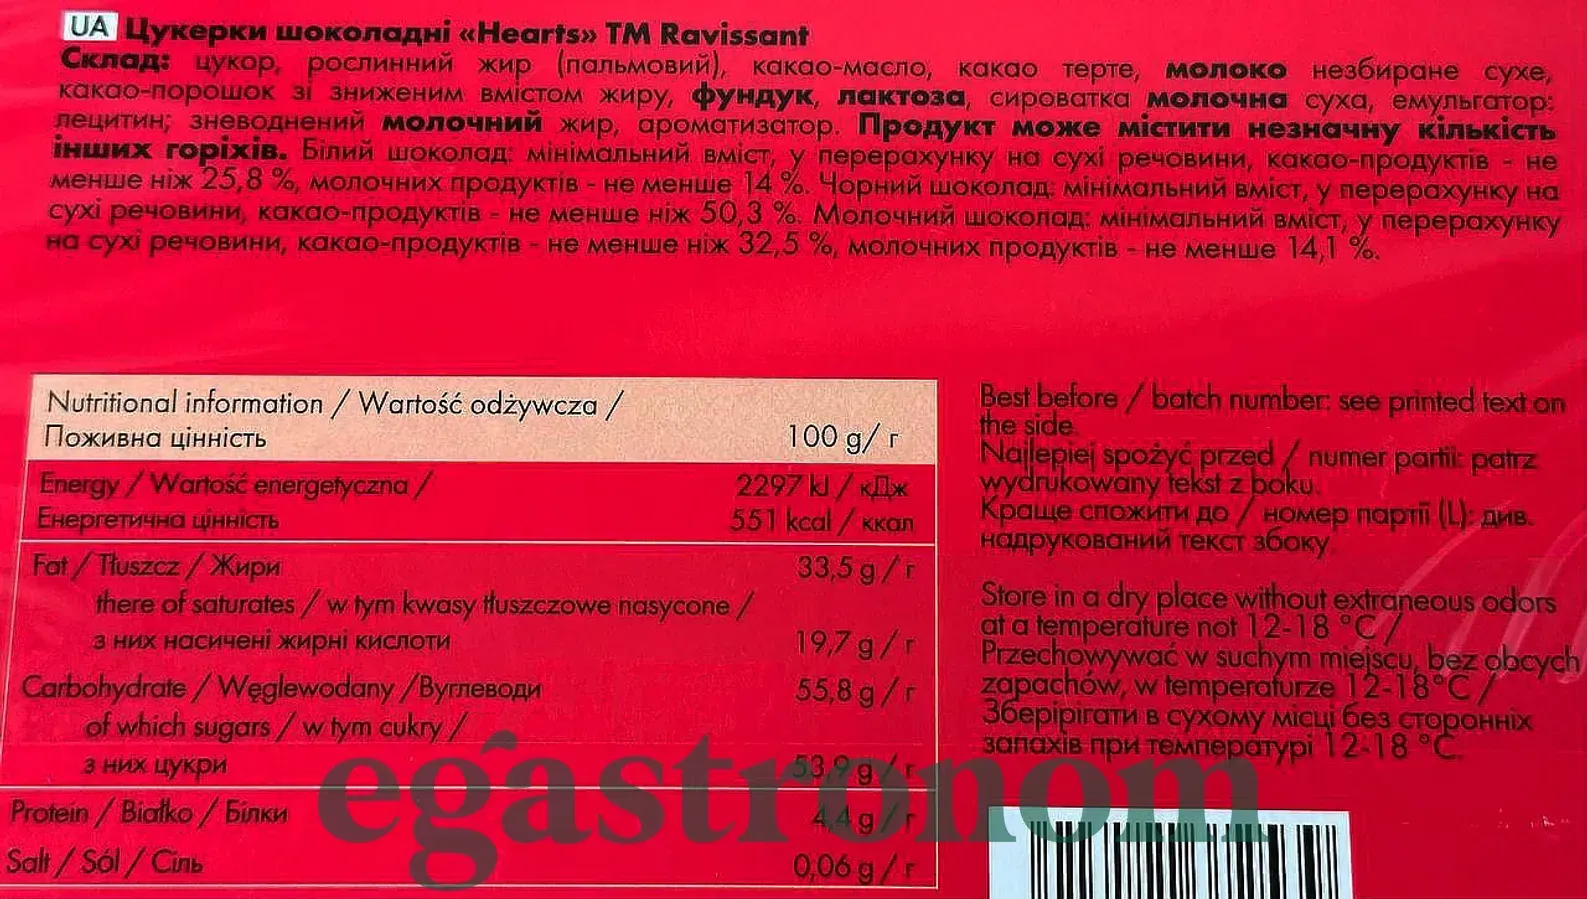 UA Цукерки шоколадні «Hearts» ТМ Ravissant
Склад: цукор, рослинний жир (пальмовий), какао-масло, какао терте, молоко незбиране сухе,
какао-порошок зі зниженим вмістом жиру, фундук, лактоза, сироватка молочна суха, емульгатор:
лецитин; зневоднений молочний жир, ароматизатор. Продукт може містити незначну кількість
інших горіхів. Білий шоколад: мінімальний вміст, у перерахунку на сухі речовини, какао-продуктів - не
менше ніж 25,8 %, молочних продуктів - не менше 14 %. Чорний шоколад: мінімальний вміст, у перерахунку на
сухі речовини, какао-продуктів - не менше ніж 50,3 %. Молочний шоколад: мінімальний вміст, у перерахунку
на сухі речовини, какао-продуктів - не менше ніж 32,5 %, молочних продуктів - не менше 14,1 %.
Nutritional information / Wartość odżywcza /
Поживна цінність 100 g/ г
Energy / Wartość energetyczna / 2297 kJ / кДж
Енергетична цінність 551 kcal / ккал
Fat / Tłuszcz / Жири 33,5 g / г
there of saturates / w tym kwasy tłuszczowe nasycone /
з них насичені жирні кислоти 19,7 g / г
Carbohydrate / Węglewodany /Вуглеводи 55,8 g / г
of which sugars / w tym cukry /
з них цукри 53,9 g / г
Protein / Białko / Білки 4,4 g / г
Salt / Sól / Сіль 0,06 g / г
Best before / batch number: see printed text on
the side.
Najlepiej spożyć przed / numer partii: patrz
wydrukowany tekst z boku.
Краще спожити до / номер партії (L): див.
надрукований текст збоку.
Store in a dry place without extraneous odors
at a temperature not 12-18 °C /
Przechowywać w suchym miejscu, bez obcych
zapachów, w temperaturze 12-18°C /
Зберірігати в сухому місці без сторонніх
запахів при температурі 12-18 °C.
egastronom